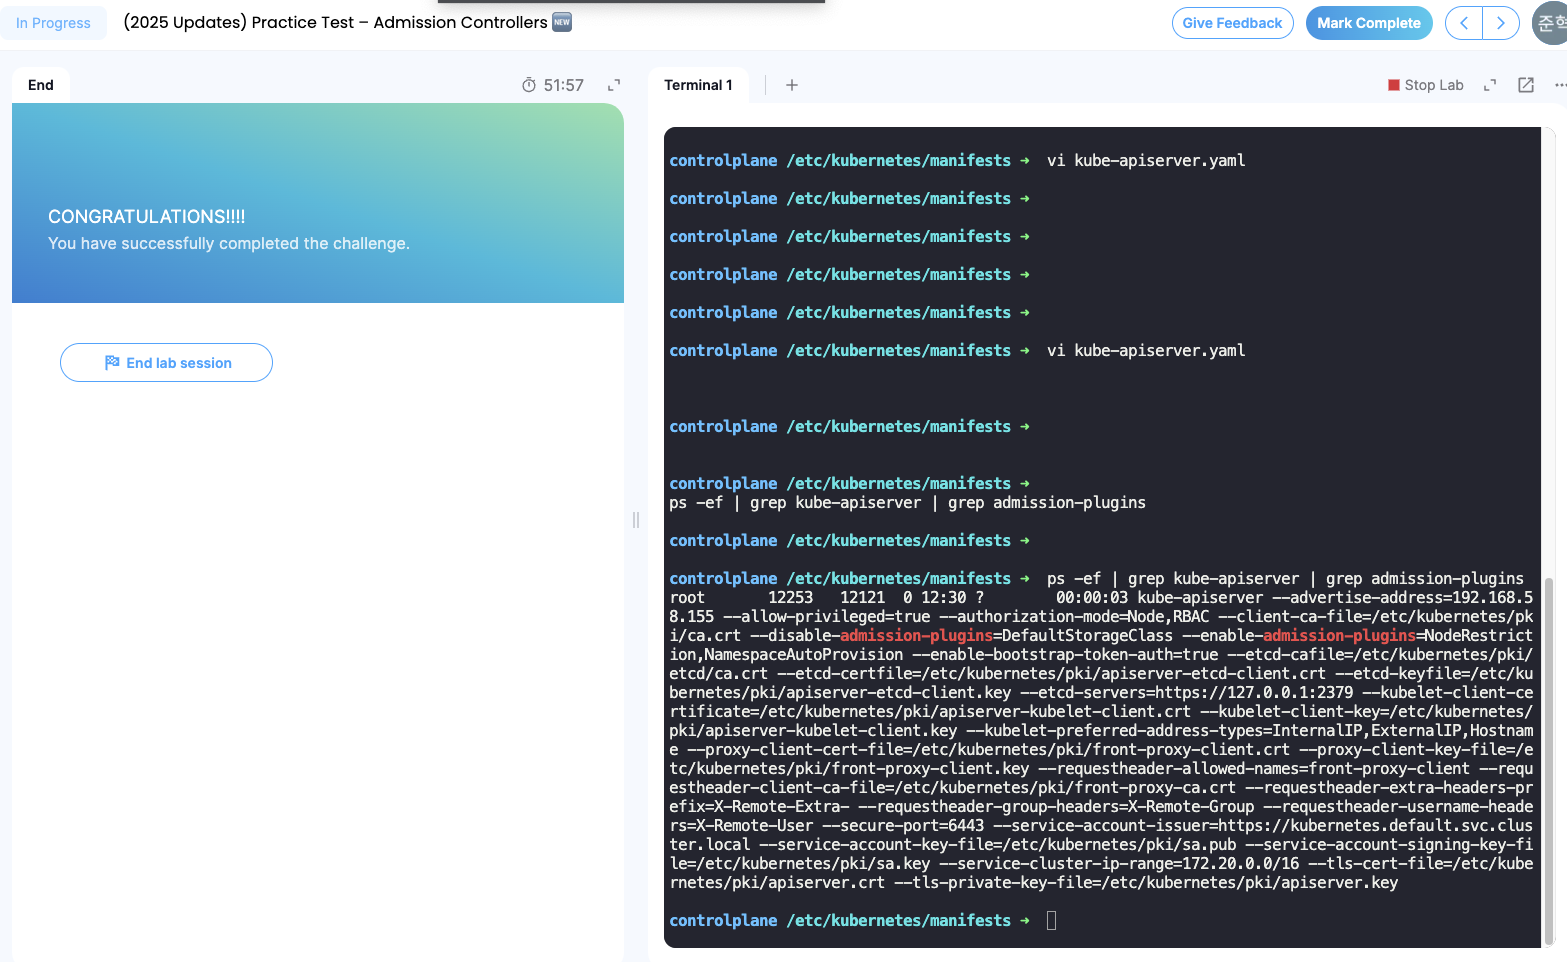 In Progress
(2025 Updates) Practice Test – Admission Controllers NEW
Give Feedback
Mark Complete
준혁
End
51:57
Terminal 1
Stop Lab
CONGRATULATIONS!!!!
You have successfully completed the challenge.
End lab session
controlplane /etc/kubernetes/manifests ➜  vi kube-apiserver.yaml
controlplane /etc/kubernetes/manifests ➜
controlplane /etc/kubernetes/manifests ➜
controlplane /etc/kubernetes/manifests ➜
controlplane /etc/kubernetes/manifests ➜
controlplane /etc/kubernetes/manifests ➜  vi kube-apiserver.yaml
controlplane /etc/kubernetes/manifests ➜
controlplane /etc/kubernetes/manifests ➜
ps -ef | grep kube-apiserver | grep admission-plugins
controlplane /etc/kubernetes/manifests ➜
controlplane /etc/kubernetes/manifests ➜  ps -ef | grep kube-apiserver | grep admission-plugins
root       12253   12121  0 12:30 ?        00:00:03 kube-apiserver --advertise-address=192.168.5
8.155 --allow-privileged=true --authorization-mode=Node,RBAC --client-ca-file=/etc/kubernetes/pk
i/ca.crt --disable-admission-plugins=DefaultStorageClass --enable-admission-plugins=NodeRestrict
ion,NamespaceAutoProvision --enable-bootstrap-token-auth=true --etcd-cafile=/etc/kubernetes/pki/
etcd/ca.crt --etcd-certfile=/etc/kubernetes/pki/apiserver-etcd-client.crt --etcd-keyfile=/etc/ku
bernetes/pki/apiserver-etcd-client.key --etcd-servers=https://127.0.0.1:2379 --kubelet-client-ce
rtificate=/etc/kubernetes/pki/apiserver-kubelet-client.crt --kubelet-client-key=/etc/kubernetes/
pki/apiserver-kubelet-client.key --kubelet-preferred-address-types=InternalIP,ExternalIP,Hostnam
e --proxy-client-cert-file=/etc/kubernetes/pki/front-proxy-client.crt --proxy-client-key-file=/e
tc/kubernetes/pki/front-proxy-client.key --requestheader-allowed-names=front-proxy-client --requ
estheader-client-ca-file=/etc/kubernetes/pki/front-proxy-ca.crt --requestheader-extra-headers-pr
efix=X-Remote-Extra- --requestheader-group-headers=X-Remote-Group --requestheader-username-heade
rs=X-Remote-User --secure-port=6443 --service-account-issuer=https://kubernetes.default.svc.clus
ter.local --service-account-key-file=/etc/kubernetes/pki/sa.pub --service-account-signing-key-fi
le=/etc/kubernetes/pki/sa.key --service-cluster-ip-range=172.20.0.0/16 --tls-cert-file=/etc/kube
rnetes/pki/apiserver.crt --tls-private-key-file=/etc/kubernetes/pki/apiserver.key
controlplane /etc/kubernetes/manifests ➜